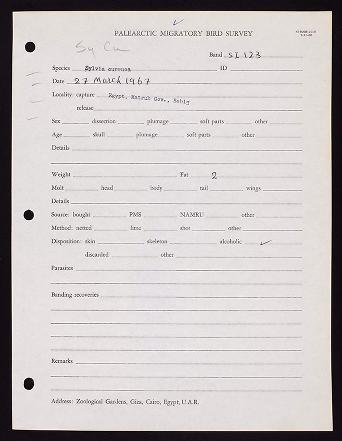 PALEARCTIC MIGRATORY BIRD SURVEY
Sy Cu
Band SI 123
Species Sylvia curruca ID
Date 27 March 1967
Locality: capture Egypt, Matruh Gov., Bahig
release
Sex dissection plumage soft parts other
Age skull plumage soft parts other
Details
Weight Fat 2
Molt head body tail wings
Details
Source: bought PMS NAMRU other
Method: netted lime shot other
Disposition: skin skeleton alcoholic ✓
discarded other
Parasites
Banding recoveries
Remarks
Address: Zoological Gardens, Giza, Cairo, Egypt, U.A.R.